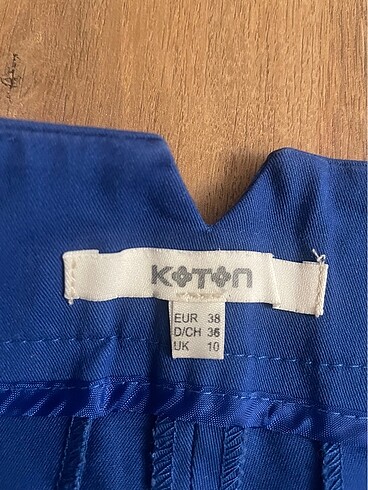 KOTON
EUR 38
D/CH 36
UK 10